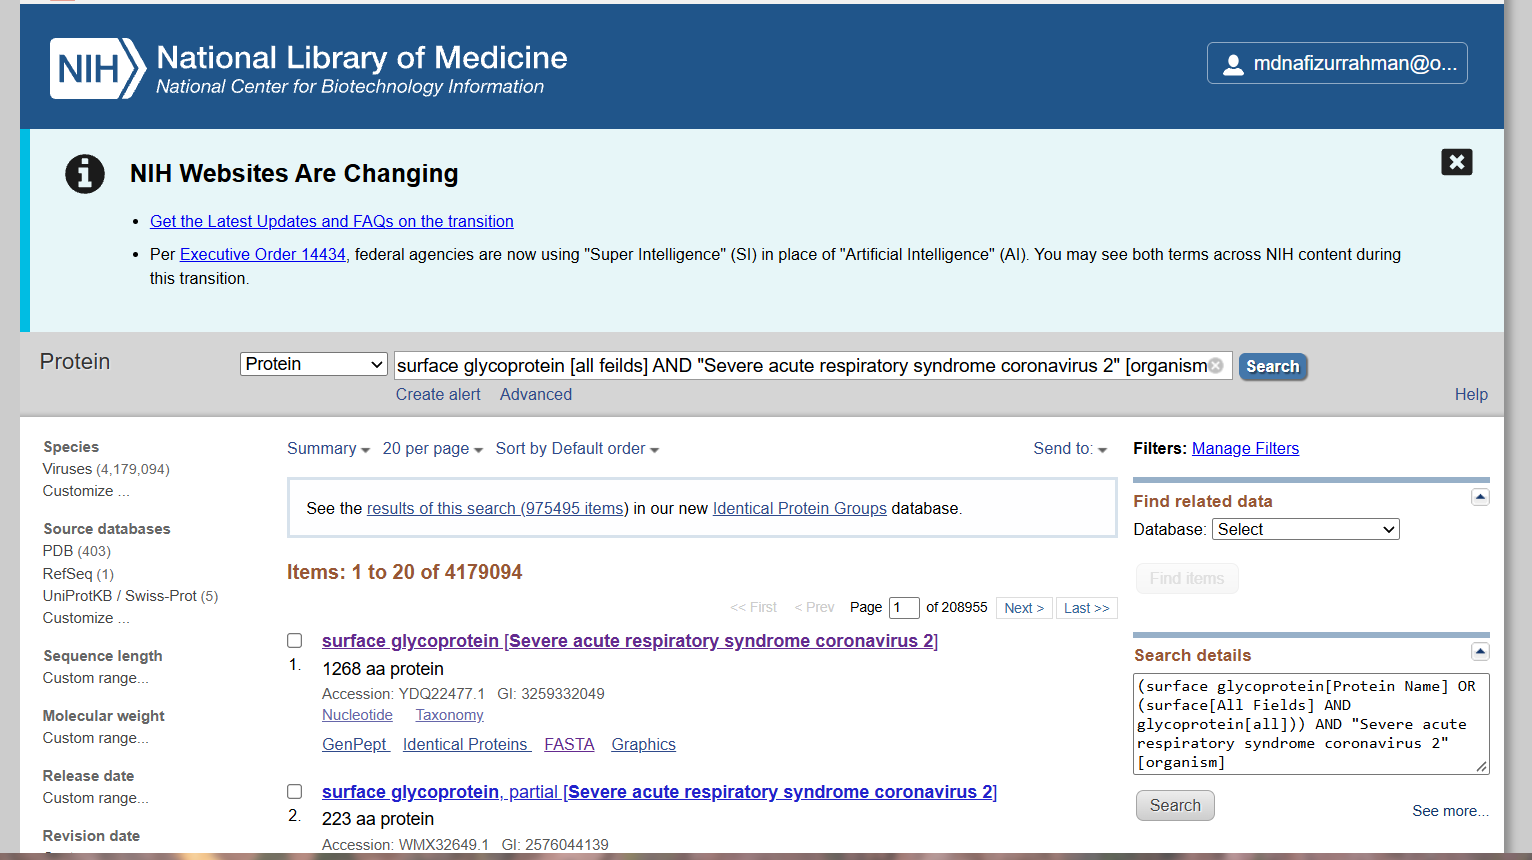 NIH
National Library of Medicine
National Center for Biotechnology Information
mdnafizurrahman@o...
NIH Websites Are Changing
Get the Latest Updates and FAQs on the transition
Per Executive Order 14434, federal agencies are now using "Super Intelligence" (SI) in place of "Artificial Intelligence" (AI). You may see both terms across NIH content during
this transition.
Protein
Protein
surface glycoprotein [all feilds] AND "Severe acute respiratory syndrome coronavirus 2" [organism
Search
Create alert Advanced
Help
Species
Viruses (4,179,094)
Customize ...
Source databases
PDB (403)
RefSeq (1)
UniProtKB / Swiss-Prot (5)
Customize ...
Sequence length
Custom range...
Molecular weight
Custom range...
Release date
Custom range...
Revision date
Summary 20 per page Sort by Default order
Send to:
See the results of this search (975495 items) in our new Identical Protein Groups database.
Items: 1 to 20 of 4179094
<< First < Prev Page 1 of 208955 Next > Last >>
surface glycoprotein [Severe acute respiratory syndrome coronavirus 2]
1. 1268 aa protein
Accession: YDQ22477.1 GI: 3259332049
Nucleotide Taxonomy
GenPept Identical Proteins FASTA Graphics
surface glycoprotein, partial [Severe acute respiratory syndrome coronavirus 2]
2. 223 aa protein
Accession: WMX32649.1 GI: 2576044139
Filters: Manage Filters
Find related data
Database: Select
Find items
Search details
(surface glycoprotein[Protein Name] OR
(surface[All Fields] AND
glycoprotein[all])) AND "Severe acute
respiratory syndrome coronavirus 2"
[organism]
Search
See more...